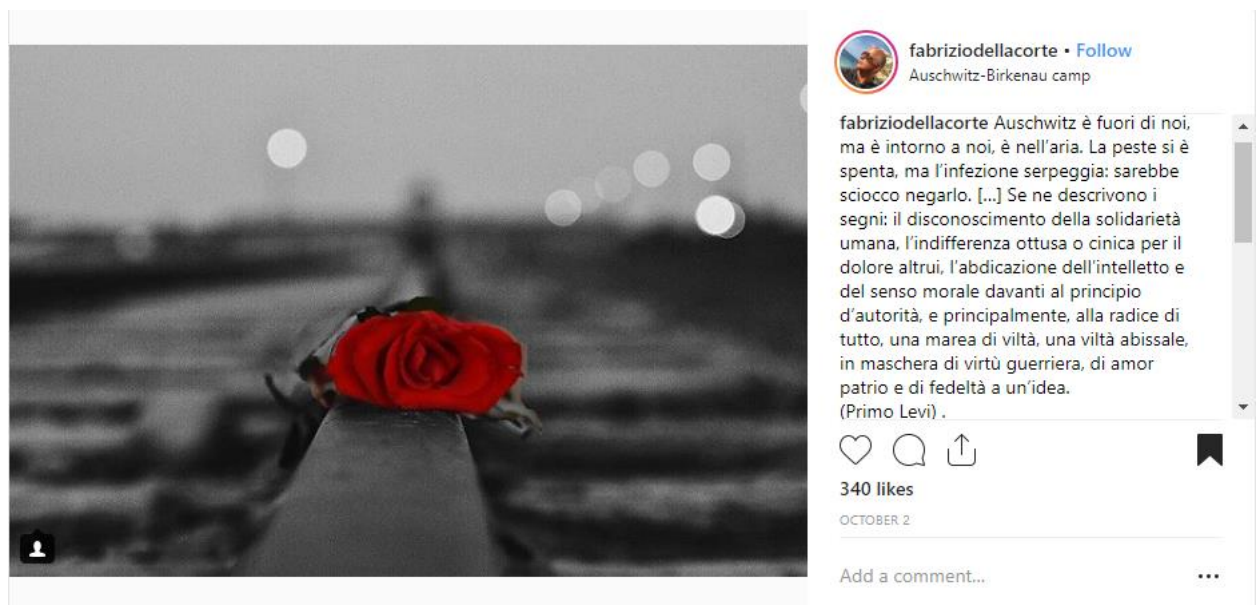 fabriziodellacorte • Follow
Auschwitz-Birkenau camp
fabriziodellacorte Auschwitz è fuori di noi,
ma è intorno a noi, è nell'aria. La peste si è
spenta, ma l'infezione serpeggia: sarebbe
sciocco negarlo. [...] Se ne descrivono i
segni: il disconoscimento della solidarietà
umana, l'indifferenza ottusa o cinica per il
dolore altrui, l'abdicazione dell'intelletto e
del senso morale davanti al principio
d'autorità, e principalmente, alla radice di
tutto, una marea di viltà, una viltà abissale,
in maschera di virtù guerriera, di amor
patrio e di fedeltà a un'idea.
(Primo Levi) .
340 likes
OCTOBER 2
Add a comment...